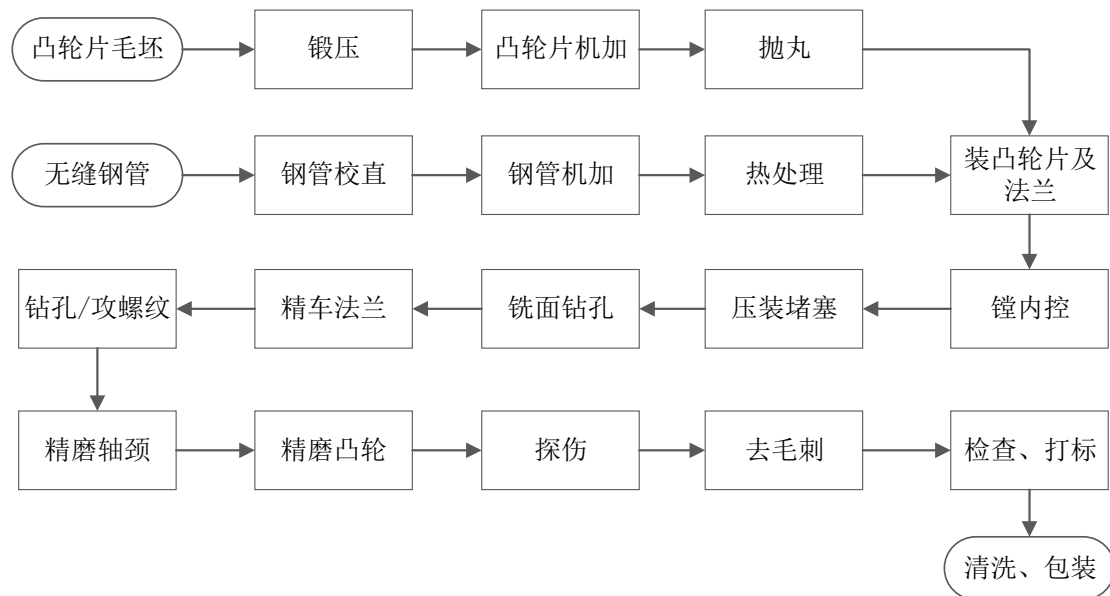 凸轮片毛坯
锻压
凸轮片机加
抛丸
无缝钢管
钢管校直
钢管机加
热处理
装凸轮片及
法兰
钻孔/攻螺纹
精车法兰
铣面钻孔
压装堵塞
镗内控
精磨轴颈
精磨凸轮
探伤
去毛刺
检查、打标
清洗、包装